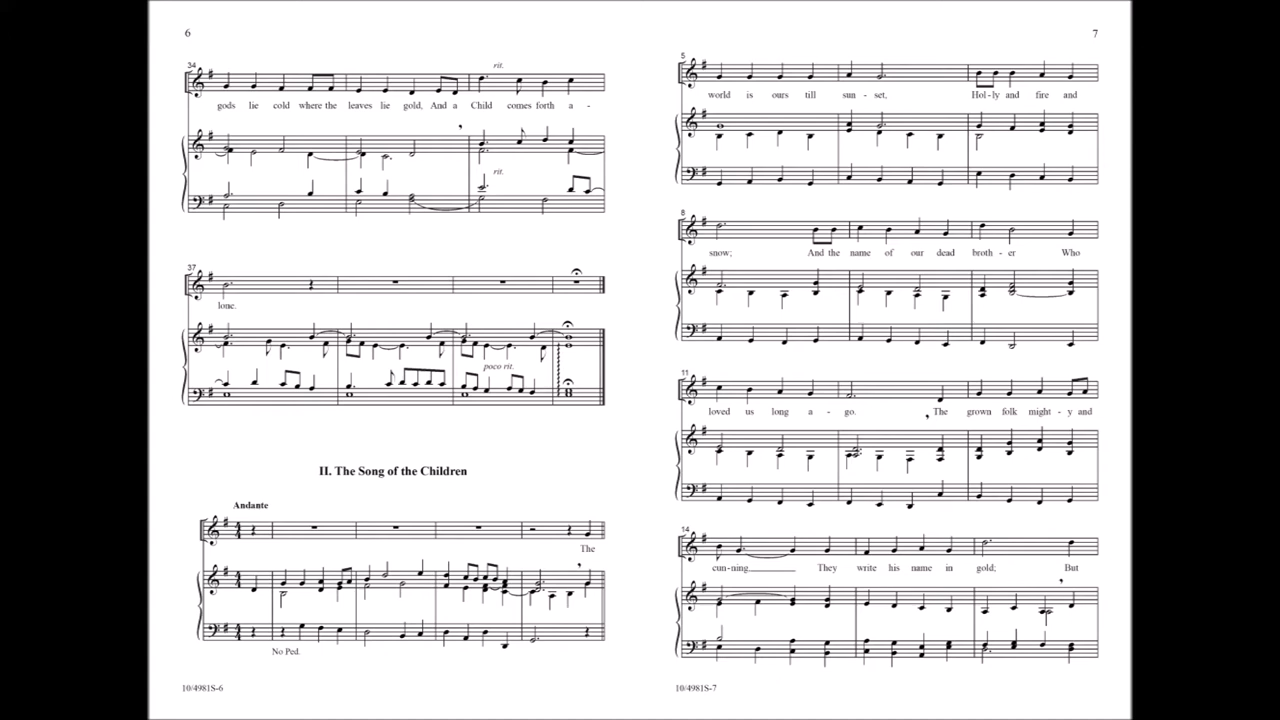 6
34
rit.
gods lie cold where the leaves lie gold, And a Child comes forth a -
rit.
37
lone.
poco rit.
II. The Song of the Children
Andante
The
No Ped.
10/4981S-6
7
5
world is ours till sun - set, Hol - ly and fire and
8
snow; And the name of our dead broth - er Who
11
loved us long a - go. The grown folk might - y and
14
cun - ning They write his name in gold; But
10/4981S-7